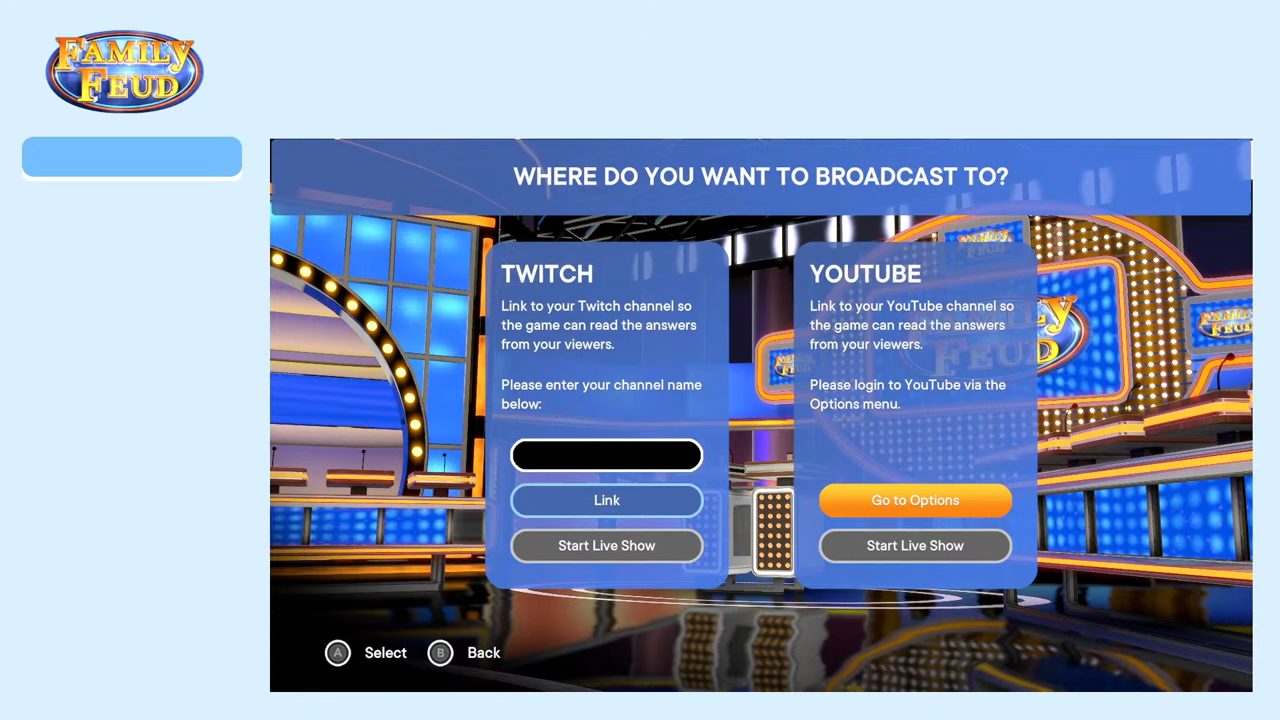 FAMILY
FEUD
WHERE DO YOU WANT TO BROADCAST TO?
TWITCH
Link to your Twitch channel so
the game can read the answers
from your viewers.
Please enter your channel name
below:
Link
Start Live Show
YOUTUBE
Link to your YouTube channel so
the game can read the answers
from your viewers.
Please login to YouTube via the
Options menu.
Go to Options
Start Live Show
FAMILY
FEUD
A Select B Back